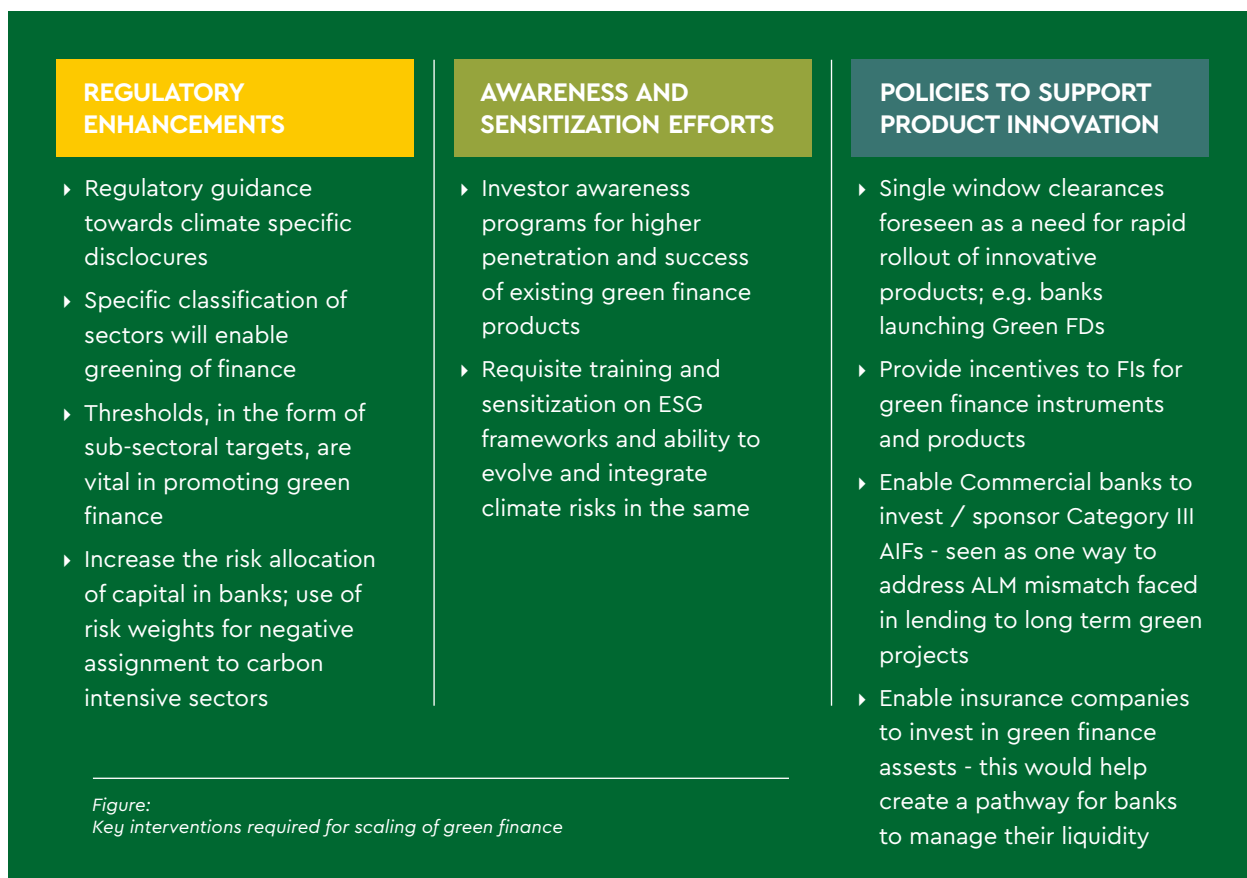 REGULATORY
ENHANCEMENTS
Regulatory guidance
towards climate specific
disclocures
Specific classification of
sectors will enable
greening of finance
Thresholds, in the form of
sub-sectoral targets, are
vital in promoting green
finance
Increase the risk allocation
of capital in banks; use of
risk weights for negative
assignment to carbon
intensive sectors
AWARENESS AND
SENSITIZATION EFFORTS
Investor awareness
programs for higher
penetration and success
of existing green finance
products
Requisite training and
sensitization on ESG
frameworks and ability to
evolve and integrate
climate risks in the same
POLICIES TO SUPPORT
PRODUCT INNOVATION
Single window clearances
foreseen as a need for rapid
rollout of innovative
products; e.g. banks
launching Green FDs
Provide incentives to FIs for
green finance instruments
and products
Enable Commercial banks to
invest / sponsor Category III
AIFs - seen as one way to
address ALM mismatch faced
in lending to long term green
projects
Enable insurance companies
to invest in green finance
assests - this would help
create a pathway for banks
to manage their liquidity
Figure:
Key interventions required for scaling of green finance